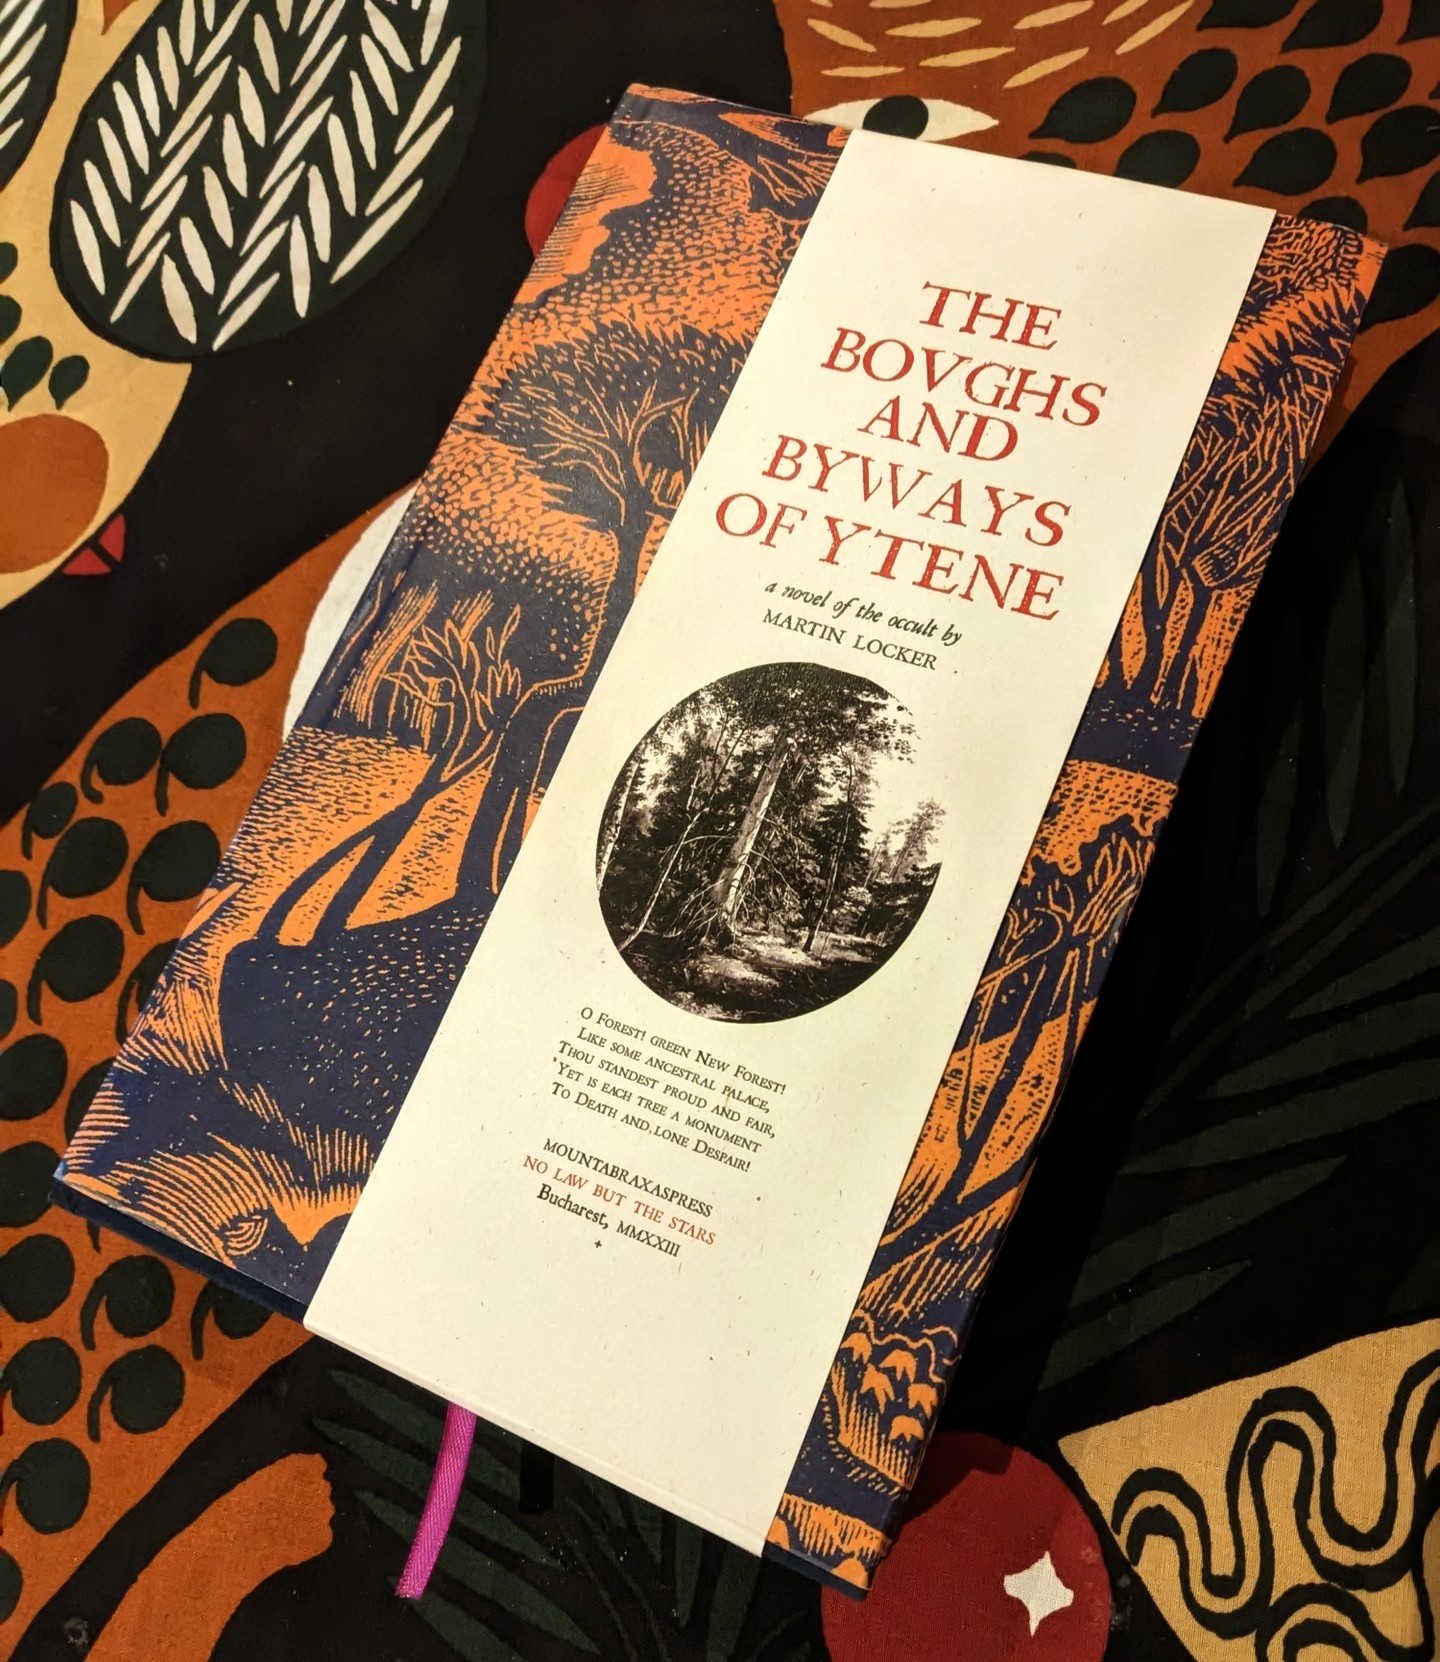 THE
BOVGHS
AND
BYWAYS
OF YTENE
a novel of the occult by
MARTIN LOCKER
O FOREST! GREEN NEW FOREST!
LIKE SOME ANCESTRAL PALACE,
THOU STANDEST PROUD AND FAIR,
'YET IS EACH TREE A MONUMENT
TO DEATH AND, LONE DESPAIR!
MOUNTABRAXASPRESS
NO LAW BUT THE STARS
Bucharest, MMXXIII